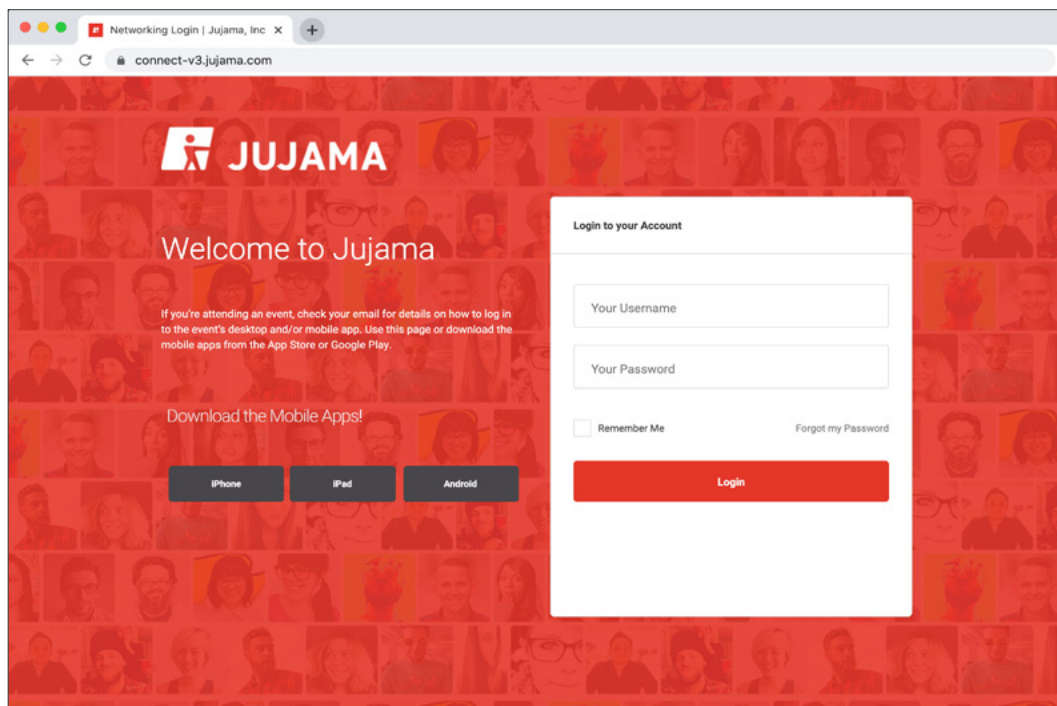 Networking Login | Jujama, Inc
connect-v3.jujama.com
JUJAMA
Welcome to Jujama
If you're attending an event, check your email for details on how to log in
to the event's desktop and/or mobile app. Use this page or download the
mobile apps from the App Store or Google Play.
Download the Mobile Apps!
iPhone
iPad
Android
Login to your Account
Your Username
Your Password
Remember Me
Forgot my Password
Login